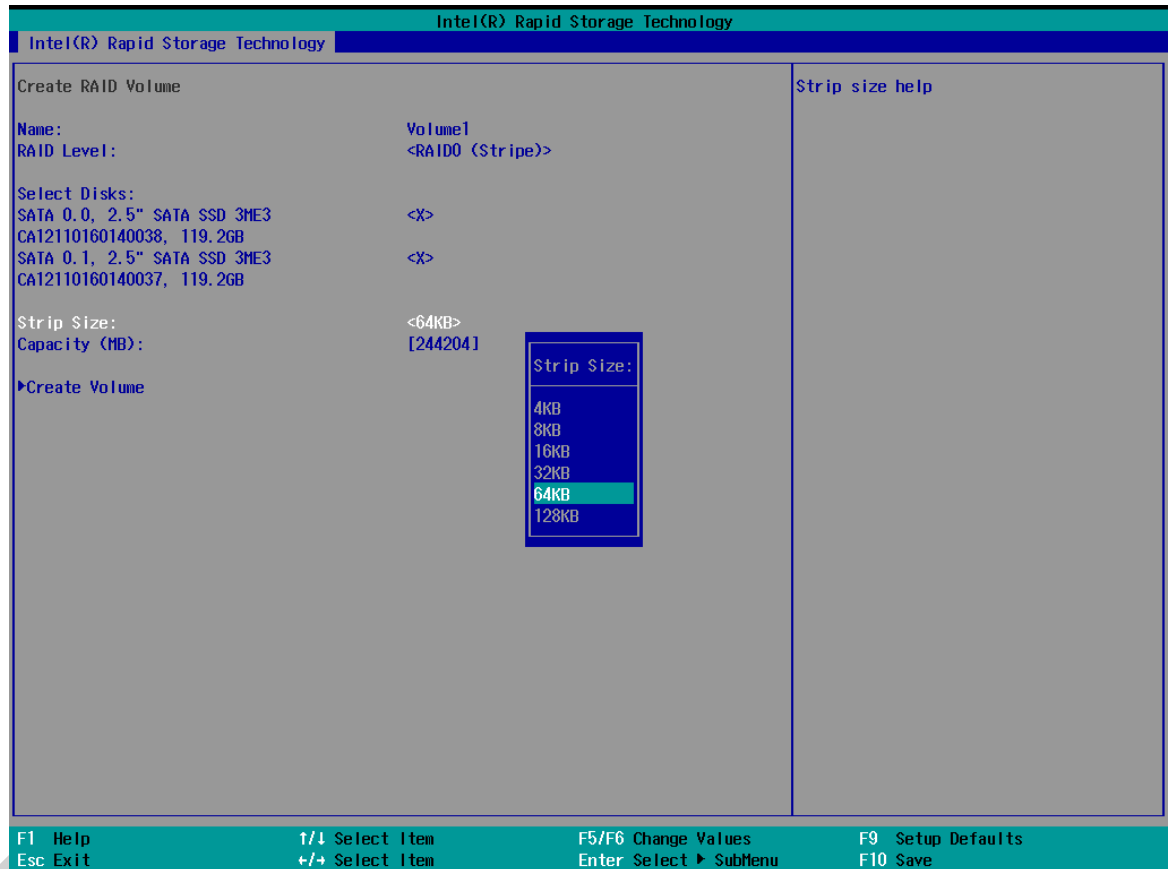 Intel(R) Rapid Storage Technology
Intel(R) Rapid Storage Technology
Create RAID Volume
Strip size help
Name: Volume1
RAID Level: <RAID0 (Stripe)>
Select Disks:
SATA 0.0, 2.5" SATA SSD 3ME3 <X>
CA12110160140038, 119.2GB
SATA 0.1, 2.5" SATA SSD 3ME3 <X>
CA12110160140037, 119.2GB
Strip Size: <64KB>
Capacity (MB): [244204]
▶Create Volume
Strip Size:
4KB
8KB
16KB
32KB
64KB
128KB
F1 Help ↑/↓ Select Item F5/F6 Change Values F9 Setup Defaults
Esc Exit ←/→ Select Item Enter Select ▶ SubMenu F10 Save